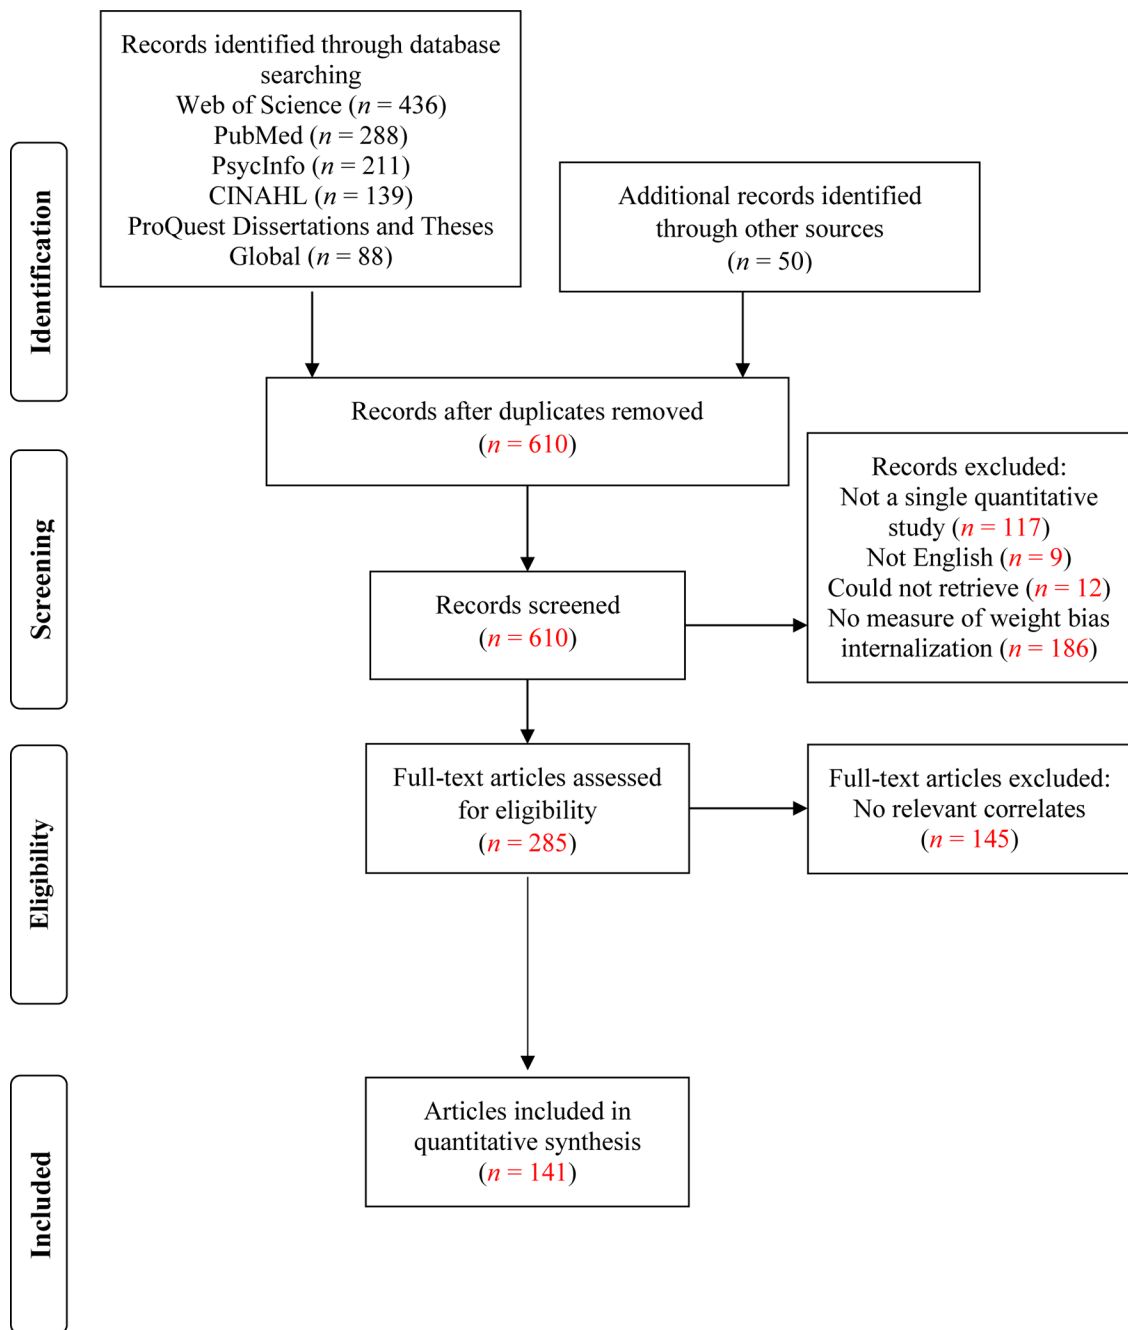 Records identified through database
searching
Web of Science (n = 436)
PubMed (n = 288)
PsycInfo (n = 211)
CINAHL (n = 139)
ProQuest Dissertations and Theses
Global (n = 88)
Additional records identified
through other sources
(n = 50)
Identification
Records after duplicates removed
(n = 610)
Screening
Records screened
(n = 610)
Records excluded:
Not a single quantitative
study (n = 117)
Not English (n = 9)
Could not retrieve (n = 12)
No measure of weight bias
internalization (n = 186)
Eligibility
Full-text articles assessed
for eligibility
(n = 285)
Full-text articles excluded:
No relevant correlates
(n = 145)
Included
Articles included in
quantitative synthesis
(n = 141)